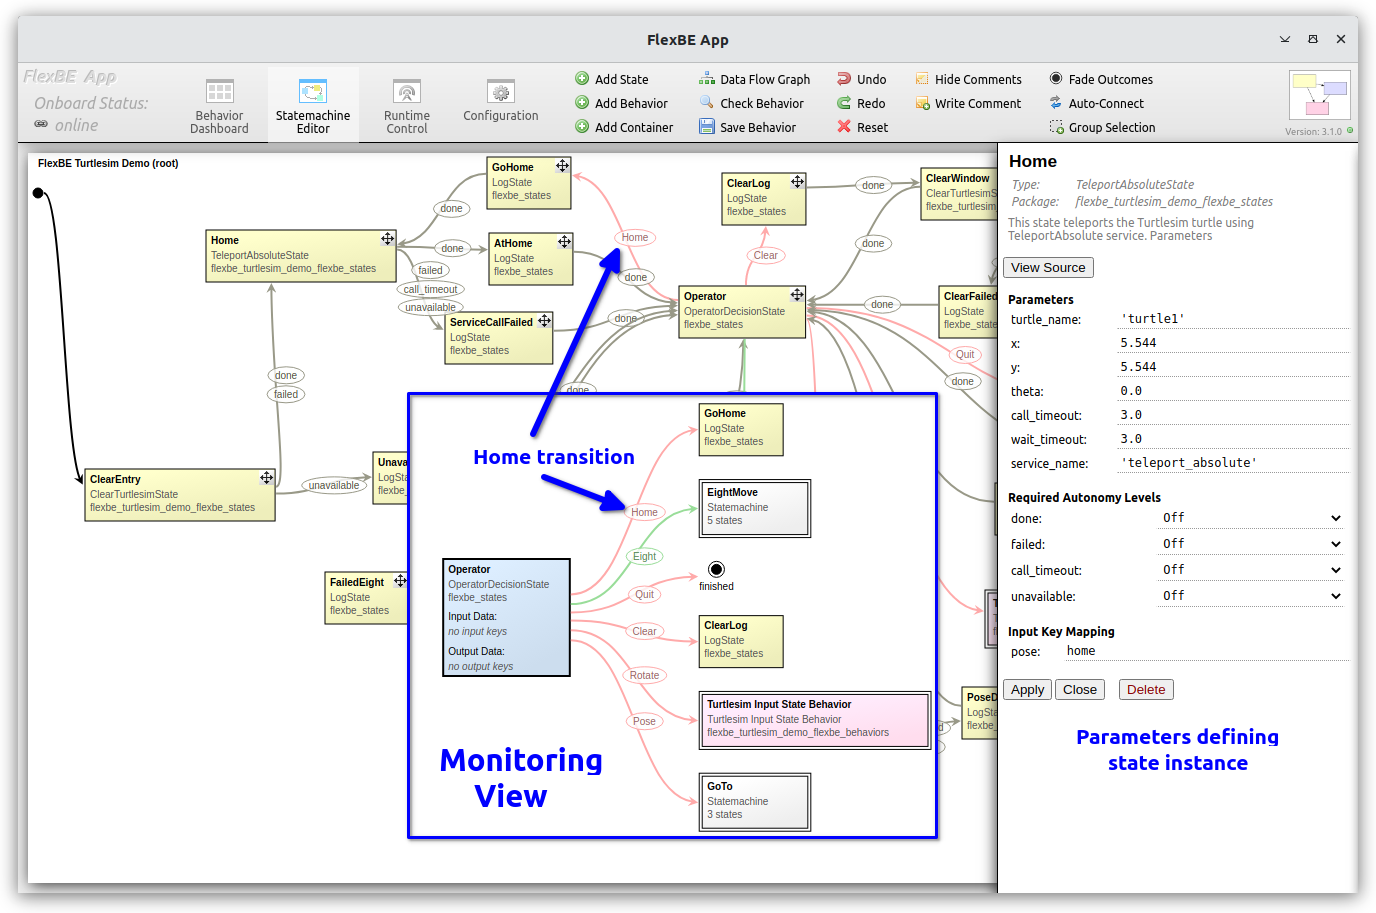 FlexBE App
FlexBE App
Onboard Status:
online
Behavior
Dashboard
Statemachine
Editor
Runtime
Control
Configuration
Add State
Add Behavior
Add Container
Data Flow Graph
Check Behavior
Save Behavior
Undo
Redo
Reset
Hide Comments
Write Comment
Fade Outcomes
Auto-Connect
Group Selection
Version: 3.1.0
FlexBE Turtlesim Demo (root)
GoHome
LogState
flexbe_states
done
Home
TeleportAbsoluteState
flexbe_turtlesim_demo_flexbe_states
done
failed
call_timeout
unavailable
AtHome
LogState
flexbe_states
Home
done
ServiceCallFailed
LogState
flexbe_states
done
done
ClearLog
LogState
flexbe_states
Clear
done
ClearWindow
ClearTurtlesimS
flexbe_turtlesim
done
Operator
OperatorDecisionState
flexbe_states
done
ClearFailed
LogState
flexbe_stat
Quit
done
done
failed
ClearEntry
ClearTurtlesimState
flexbe_turtlesim_demo_flexbe_states
unavailable
Unava
LogSta
flexbe_
FailedEight
LogState
flexbe_states
PoseD
LogSta
flexbe_
Home transition
GoHome
LogState
flexbe_states
EightMove
Statemachine
5 states
Home
Eight
Quit
Clear
Rotate
Pose
finished
Operator
OperatorDecisionState
flexbe_states
Input Data:
no input keys
Output Data:
no output keys
ClearLog
LogState
flexbe_states
Turtlesim Input State Behavior
Turtlesim Input State Behavior
flexbe_turtlesim_demo_flexbe_behaviors
GoTo
Statemachine
3 states
Monitoring
View
Home
Type: TeleportAbsoluteState
Package: flexbe_turtlesim_demo_flexbe_states
This state teleports the Turtlesim turtle using
TeleportAbsolute service. Parameters
View Source
Parameters
turtle_name: 'turtle1'
x: 5.544
y: 5.544
theta: 0.0
call_timeout: 3.0
wait_timeout: 3.0
service_name: 'teleport_absolute'
Required Autonomy Levels
done: Off
failed: Off
call_timeout: Off
unavailable: Off
Input Key Mapping
pose: home
Apply Close Delete
Parameters defining
state instance